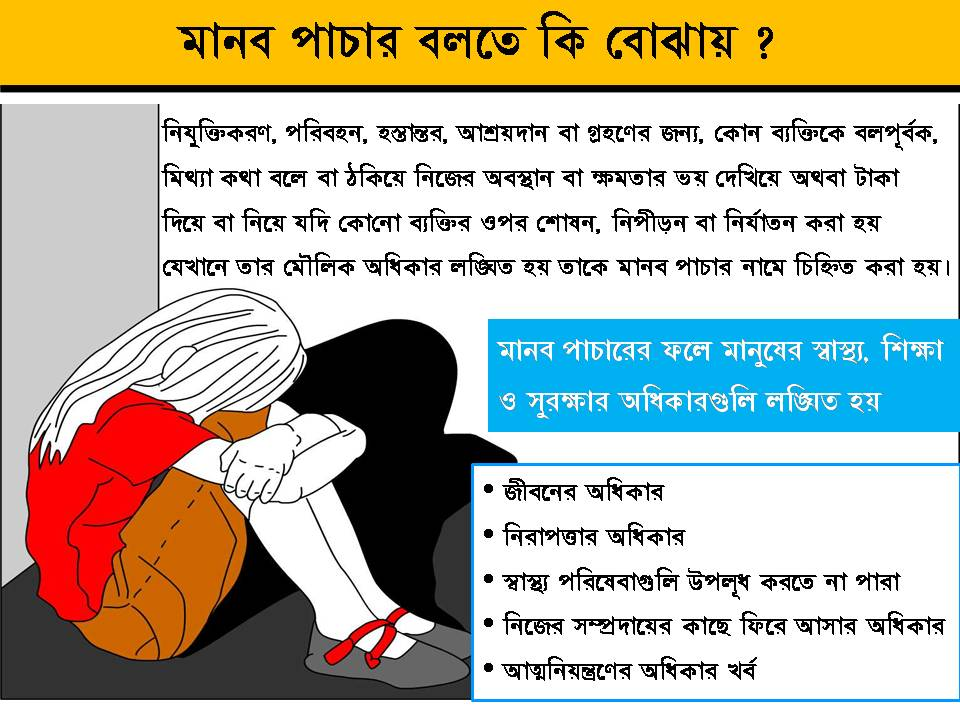 মানব পাচার বলতে কি বোঝায় ?
নিযুক্তিকরণ, পরিবহন, হস্তান্তর, আশ্রয়দান বা গ্রহণের জন্য, কোন ব্যক্তিকে বলপূর্বক,
মিথ্যা কথা বলে বা ঠকিয়ে নিজের অবস্থান বা ক্ষমতার ভয় দেখিয়ে অথবা টাকা
দিয়ে বা নিয়ে যদি কোনো ব্যক্তির ওপর শোষন, নিপীড়ন বা নির্যাতন করা হয়
যেখানে তার মৌলিক অধিকার লঙ্ঘিত হয় তাকে মানব পাচার নামে চিহ্নিত করা হয়।
মানব পাচারের ফলে মানুষের স্বাস্থ্য, শিক্ষা
ও সুরক্ষার অধিকারগুলি লঙ্ঘিত হয়
• জীবনের অধিকার
• নিরাপত্তার অধিকার
• স্বাস্থ্য পরিষেবাগুলি উপলূধ করতে না পারা
• নিজের সম্প্রদায়ের কাছে ফিরে আসার অধিকার
• আত্মনিয়ন্ত্রণের অধিকার খর্ব